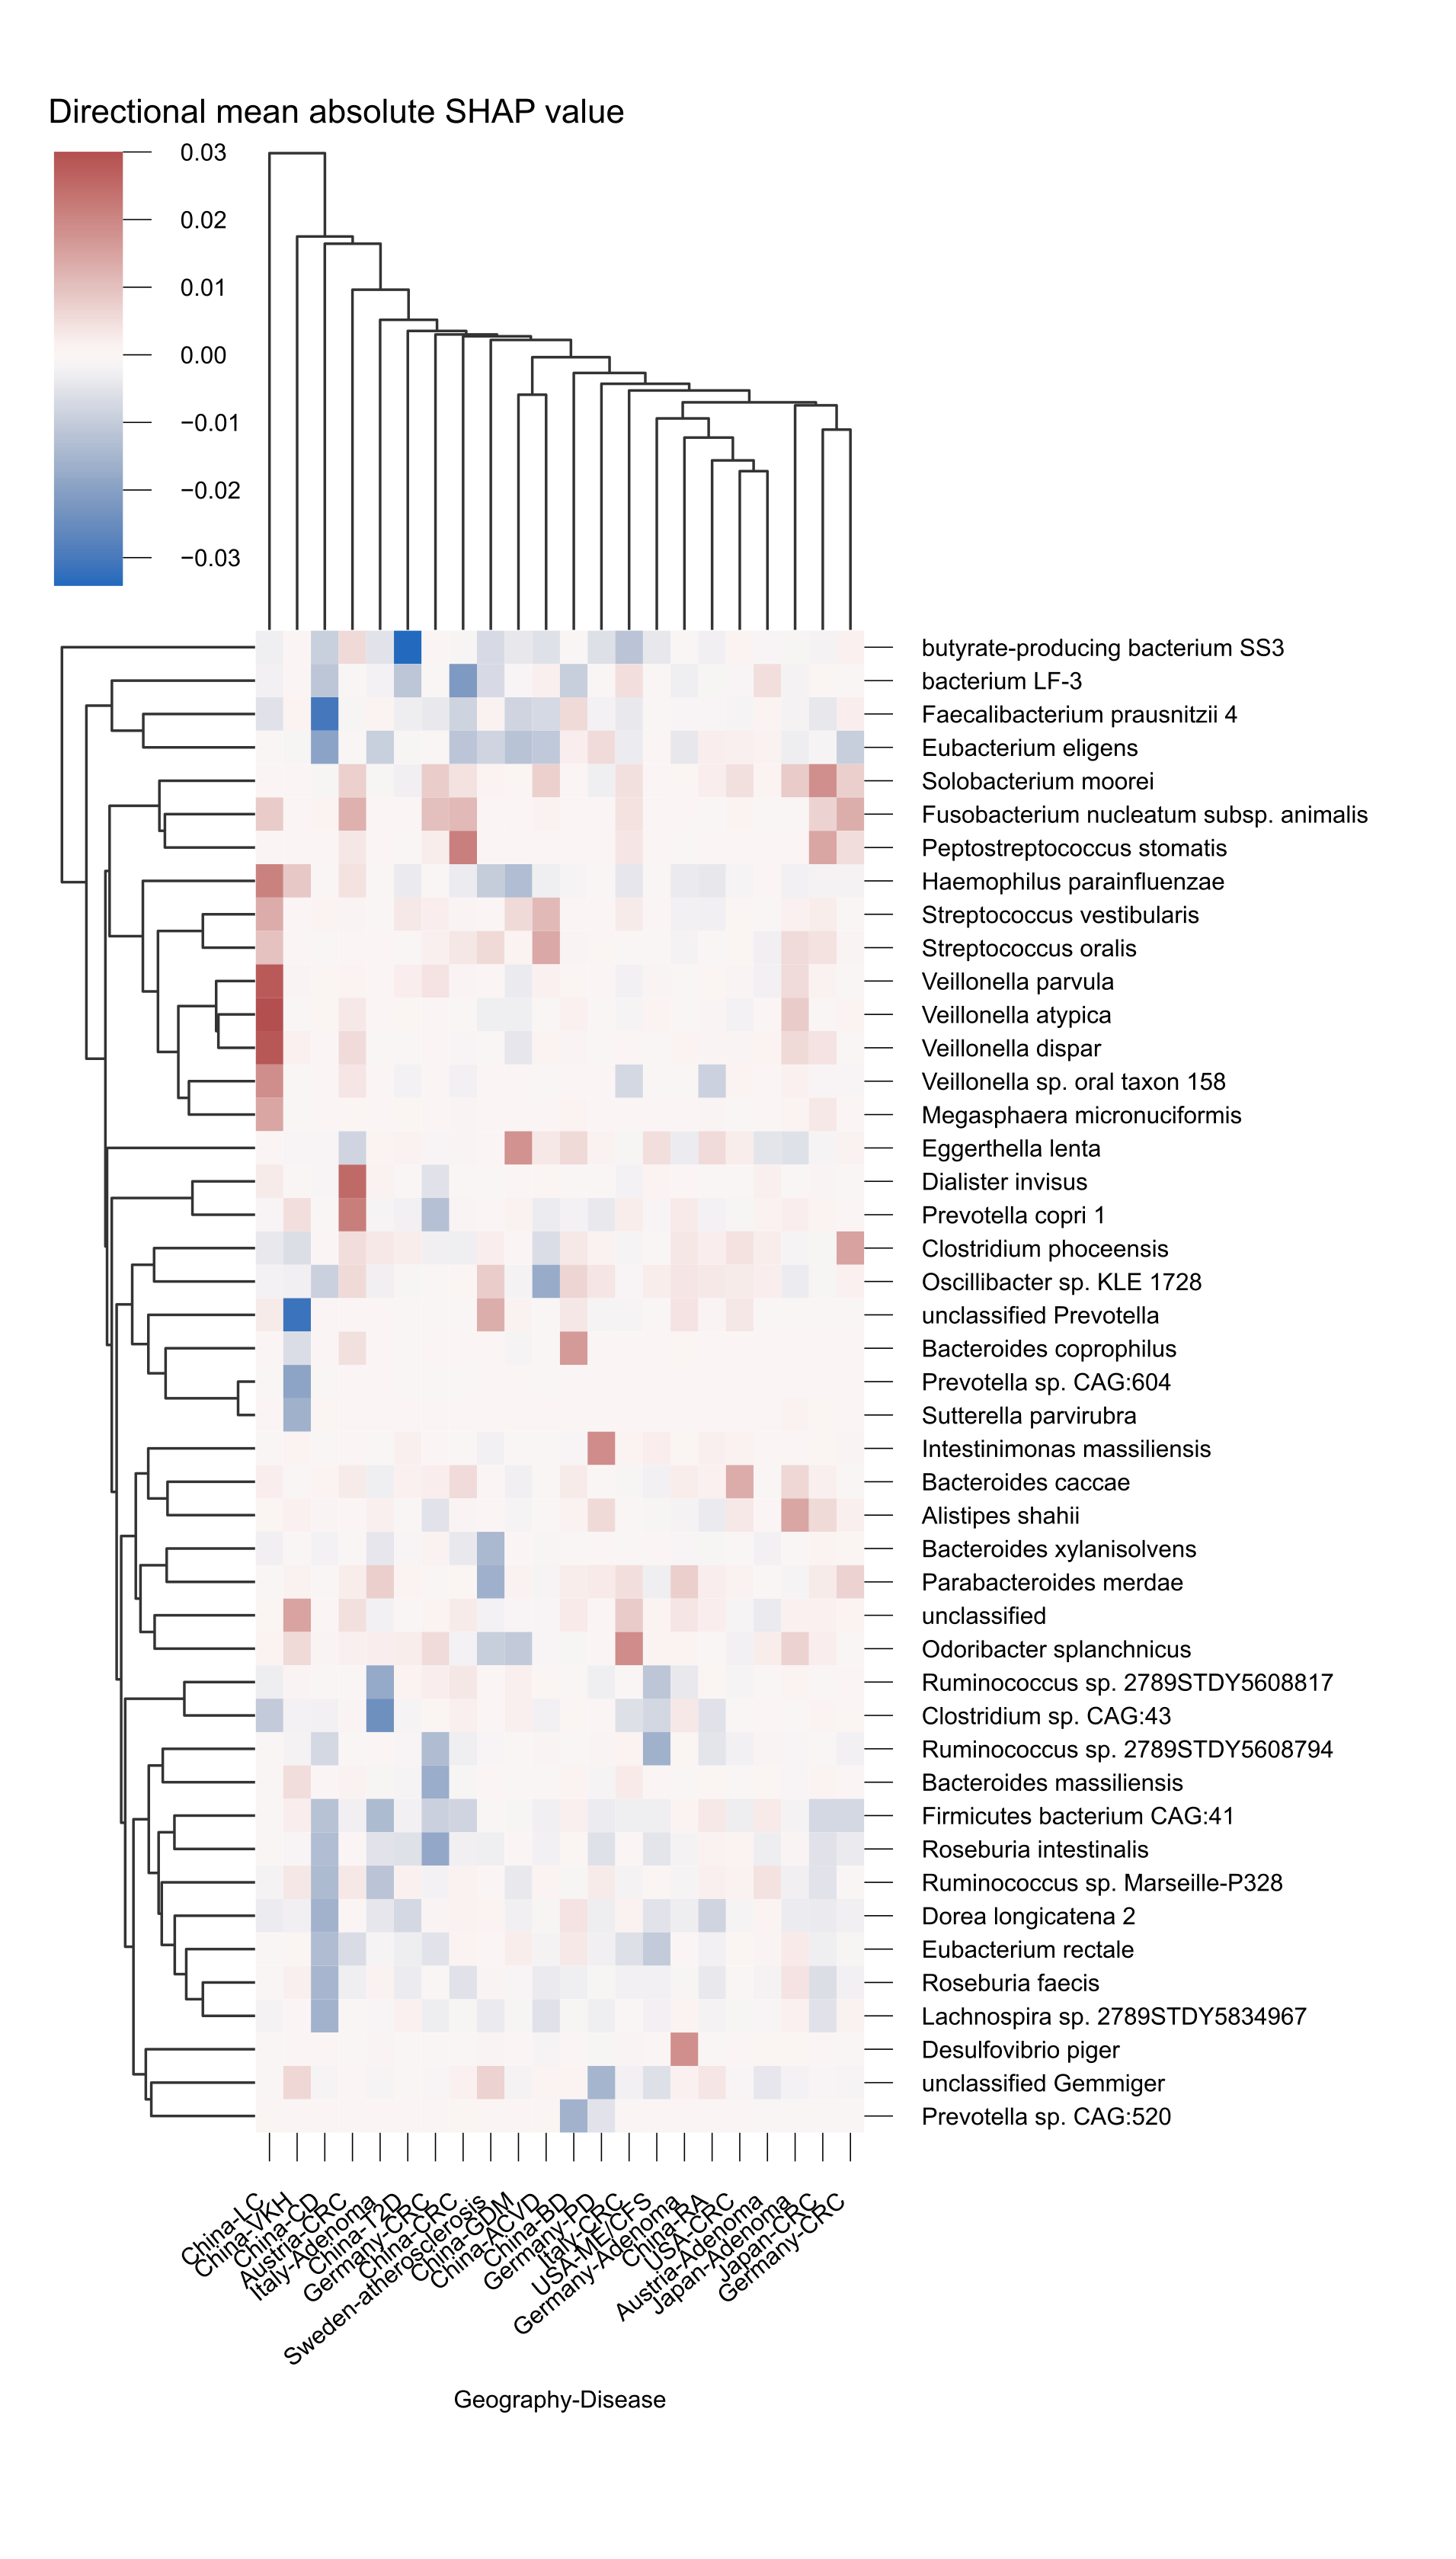 Directional mean absolute SHAP value
0.03
0.02
0.01
0.00
−0.01
−0.02
−0.03
butyrate-producing bacterium SS3
bacterium LF-3
Faecalibacterium prausnitzii 4
Eubacterium eligens
Solobacterium moorei
Fusobacterium nucleatum subsp. animalis
Peptostreptococcus stomatis
Haemophilus parainfluenzae
Streptococcus vestibularis
Streptococcus oralis
Veillonella parvula
Veillonella atypica
Veillonella dispar
Veillonella sp. oral taxon 158
Megasphaera micronuciformis
Eggerthella lenta
Dialister invisus
Prevotella copri 1
Clostridium phoceensis
Oscillibacter sp. KLE 1728
unclassified Prevotella
Bacteroides coprophilus
Prevotella sp. CAG:604
Sutterella parvirubra
Intestinimonas massiliensis
Bacteroides caccae
Alistipes shahii
Bacteroides xylanisolvens
Parabacteroides merdae
unclassified
Odoribacter splanchnicus
Ruminococcus sp. 2789STDY5608817
Clostridium sp. CAG:43
Ruminococcus sp. 2789STDY5608794
Bacteroides massiliensis
Firmicutes bacterium CAG:41
Roseburia intestinalis
Ruminococcus sp. Marseille-P328
Dorea longicatena 2
Eubacterium rectale
Roseburia faecis
Lachnospira sp. 2789STDY5834967
Desulfovibrio piger
unclassified Gemmiger
Prevotella sp. CAG:520
China-LC
China-VKH
China-CD
Austria-CRC
Italy-Adenoma
China-T2D
Germany-CRC
China-CRC
Sweden-atherosclerosis
China-GDM
China-ACVD
China-BD
Germany-PD
Italy-CRC
USA-ME/CFS
Germany-Adenoma
China-RA
USA-CRC
Austria-Adenoma
Japan-Adenoma
Japan-CRC
Germany-CRC
Geography-Disease